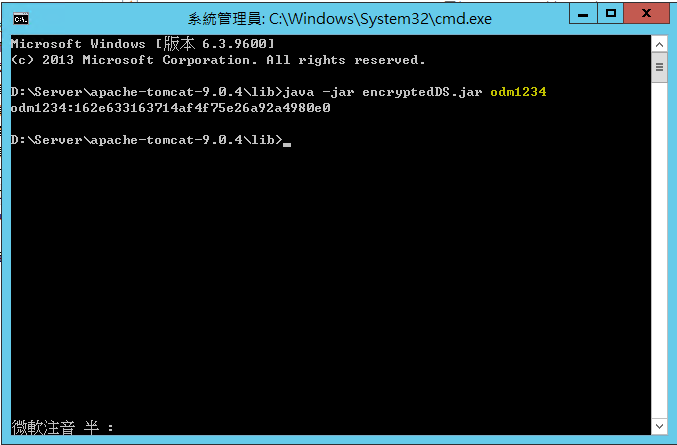 系統管理員: C:\Windows\System32\cmd.exe
Microsoft Windows [版本 6.3.9600]
(c) 2013 Microsoft Corporation. All rights reserved.
D:\Server\apache-tomcat-9.0.4\lib>java -jar encryptedDS.jar odm1234
odm1234:162e633163714af4f75e26a92a4980e0
D:\Server\apache-tomcat-9.0.4\lib>
微軟注音 半 :